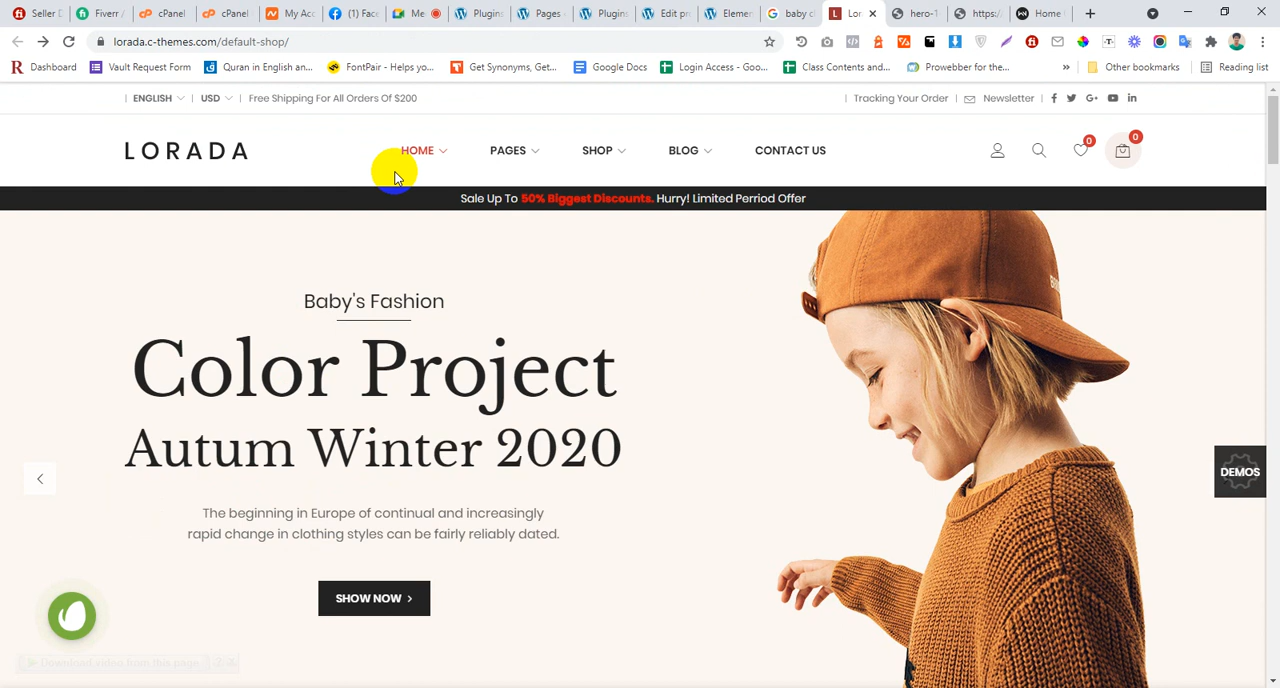 Seller D
Fiverr /
cPanel
cPanel
My Acc
(1) Face
Me
Plugins
Pages -
Plugins
Edit pr
Elemen
baby cl
Lor
hero-1
https:/
Home
lorada.c-themes.com/default-shop/
Dashboard
Vault Request Form
Quran in English an...
FontPair - Helps yo...
Get Synonyms, Get...
Google Docs
Login Access - Goo...
Class Contents and...
Prowebber for the...
»
Other bookmarks
Reading list
ENGLISH
USD
Free Shipping For All Orders Of $200
Tracking Your Order
Newsletter
LORADA
HOME
PAGES
SHOP
BLOG
CONTACT US
0
0
Sale Up To 50% Biggest Discounts. Hurry! Limited Perriod Offer
Baby's Fashion
Color Project
Autum Winter 2020
The beginning in Europe of continual and increasingly
rapid change in clothing styles can be fairly reliably dated.
SHOW NOW >
DEMOS
Download video from this page